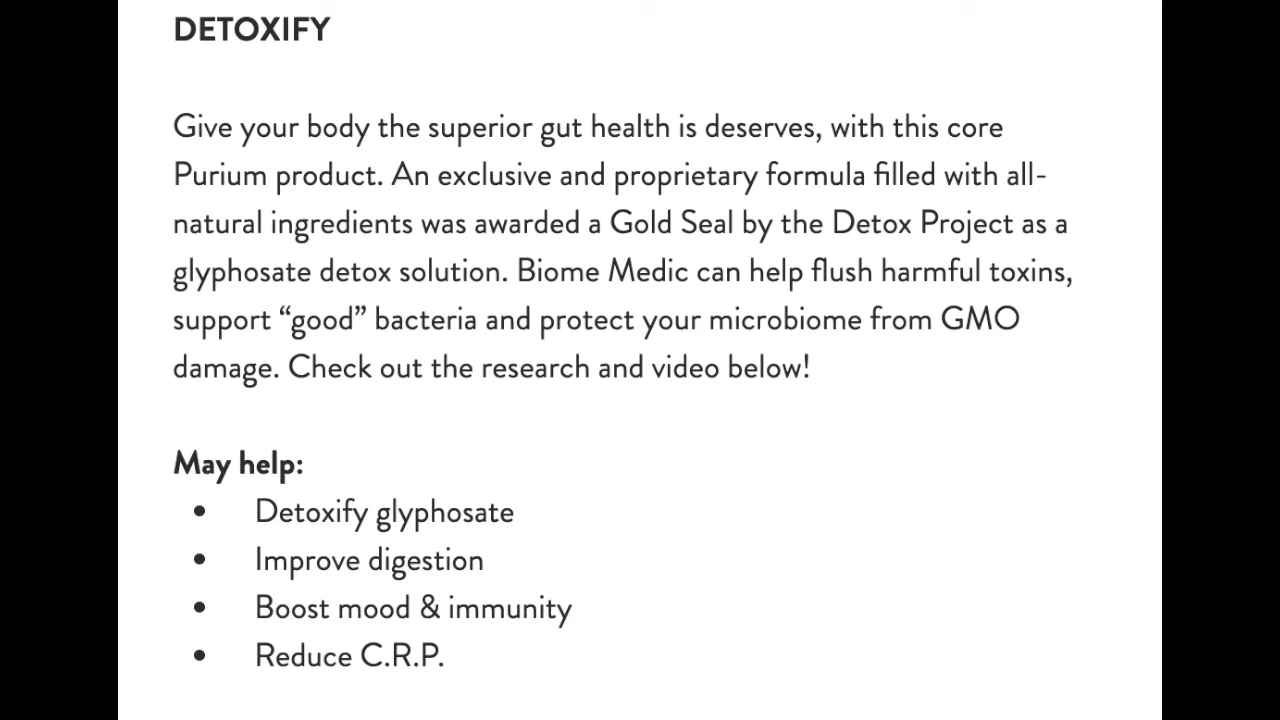 DETOXIFY
Give your body the superior gut health is deserves, with this core
Purium product. An exclusive and proprietary formula filled with all-
natural ingredients was awarded a Gold Seal by the Detox Project as a
glyphosate detox solution. Biome Medic can help flush harmful toxins,
support “good” bacteria and protect your microbiome from GMO
damage. Check out the research and video below!
May help:
• Detoxify glyphosate
• Improve digestion
• Boost mood & immunity
• Reduce C.R.P.